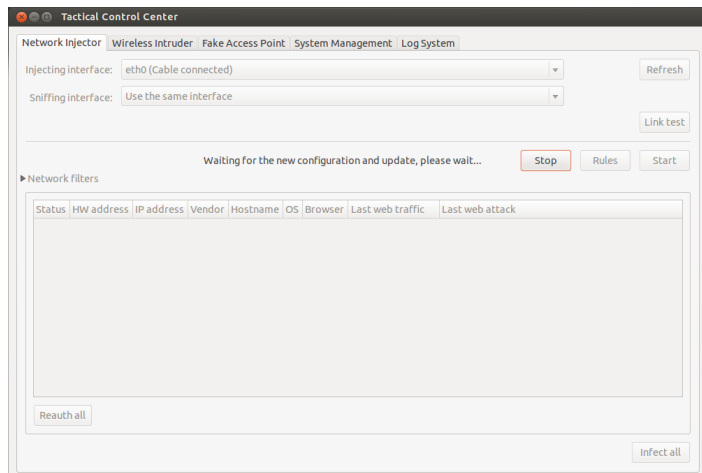 Tactical Control Center
Network Injector Wireless Intruder Fake Access Point System Management Log System
Injecting interface: eth0 (Cable connected) Refresh
Sniffing interface: Use the same interface
Link test
Waiting for the new configuration and update, please wait... Stop Rules Start
Network filters
Status HW address IP address Vendor Hostname OS Browser Last web traffic Last web attack
Reauth all
Infect all